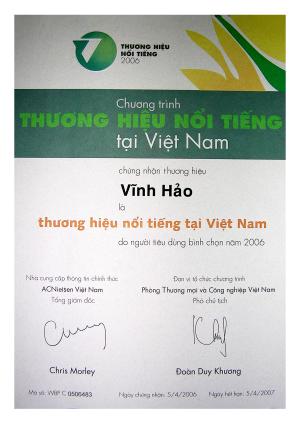 THƯƠNG HIỆU
NỔI TIẾNG
2006
Chương trình
THƯƠNG HIỆU NỔI TIẾNG
tại Việt Nam
chứng nhận thương hiệu
Vĩnh Hảo
là
thương hiệu nổi tiếng tại Việt Nam
do người tiêu dùng bình chọn năm 2006
Nhà cung cấp thông tin chính thức
ACNielsen Việt Nam
Tổng giám đốc
Đơn vị tổ chức chương trình
Phòng Thương mại và Công nghiệp Việt Nam
Phó chủ tịch
Chris Morley
Đoàn Duy Khương
Mã số: WBP C 0506483
Ngày chứng nhận: 5/4/2006
Ngày hết hạn: 5/4/2007